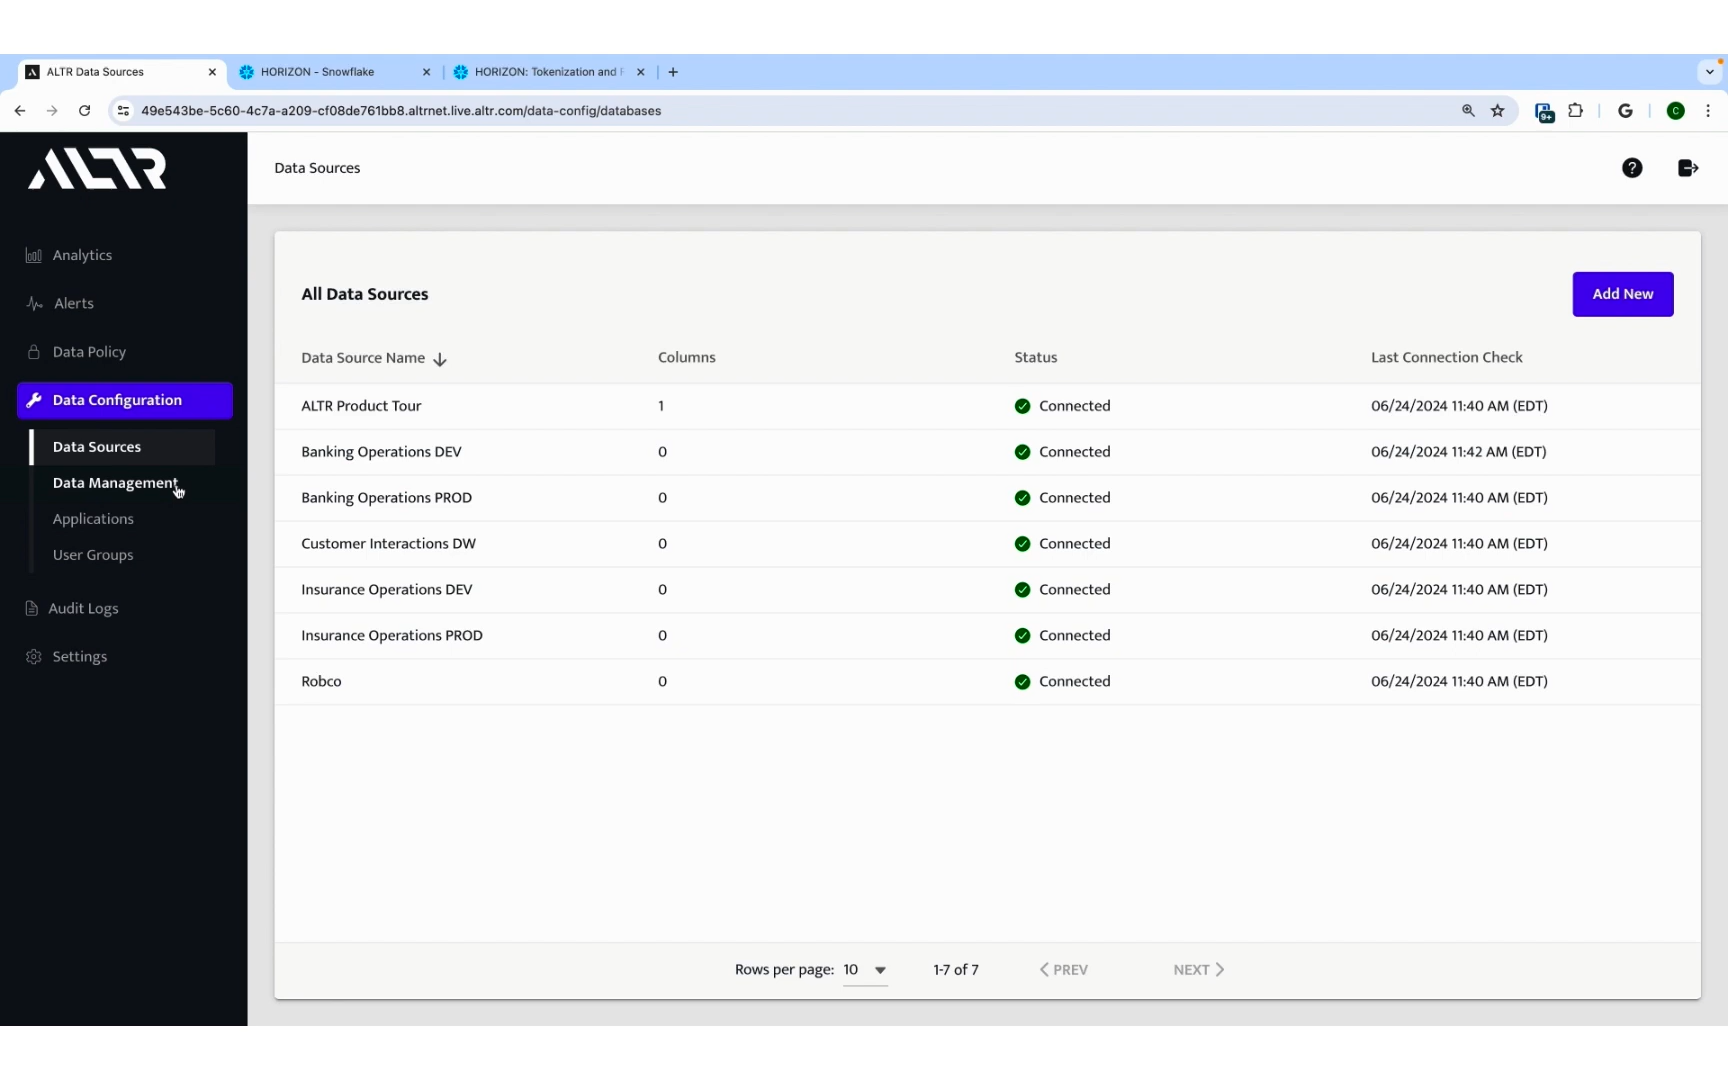 ALTR Data Sources
HORIZON - Snowflake
HORIZON: Tokenization and
49e543be-5c60-4c7a-a209-cf08de761bb8.altrnet.live.altr.com/data-config/databases
9+
G
C
ALTR
Data Sources
?
Analytics
Alerts
Data Policy
Data Configuration
Data Sources
Data Management
Applications
User Groups
Audit Logs
Settings
All Data Sources
Add New
Data Source Name Columns Status Last Connection Check
ALTR Product Tour 1 Connected 06/24/2024 11:40 AM (EDT)
Banking Operations DEV 0 Connected 06/24/2024 11:42 AM (EDT)
Banking Operations PROD 0 Connected 06/24/2024 11:40 AM (EDT)
Customer Interactions DW 0 Connected 06/24/2024 11:40 AM (EDT)
Insurance Operations DEV 0 Connected 06/24/2024 11:40 AM (EDT)
Insurance Operations PROD 0 Connected 06/24/2024 11:40 AM (EDT)
Robco 0 Connected 06/24/2024 11:40 AM (EDT)
Rows per page: 10 1-7 of 7 PREV NEXT